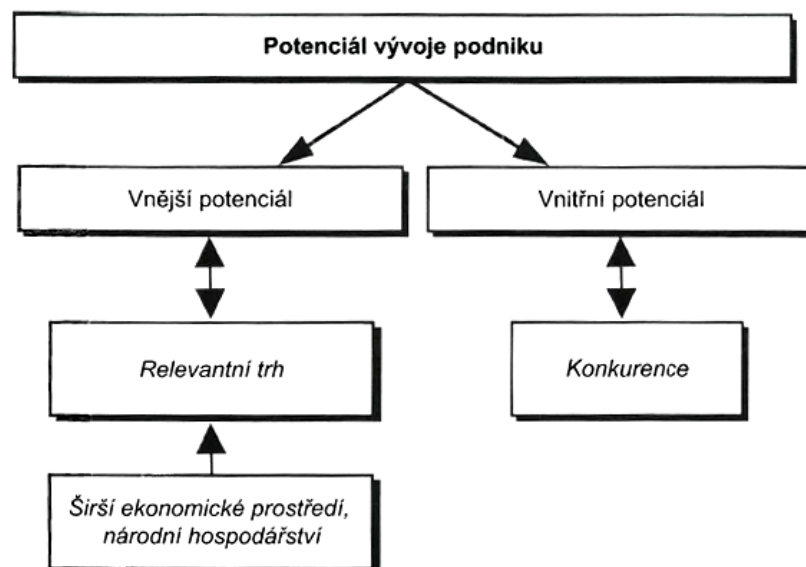 Potenciál vývoje podniku
Vnější potenciál
Vnitřní potenciál
Relevantní trh
Konkurence
Širší ekonomické prostředí,
národní hospodářství